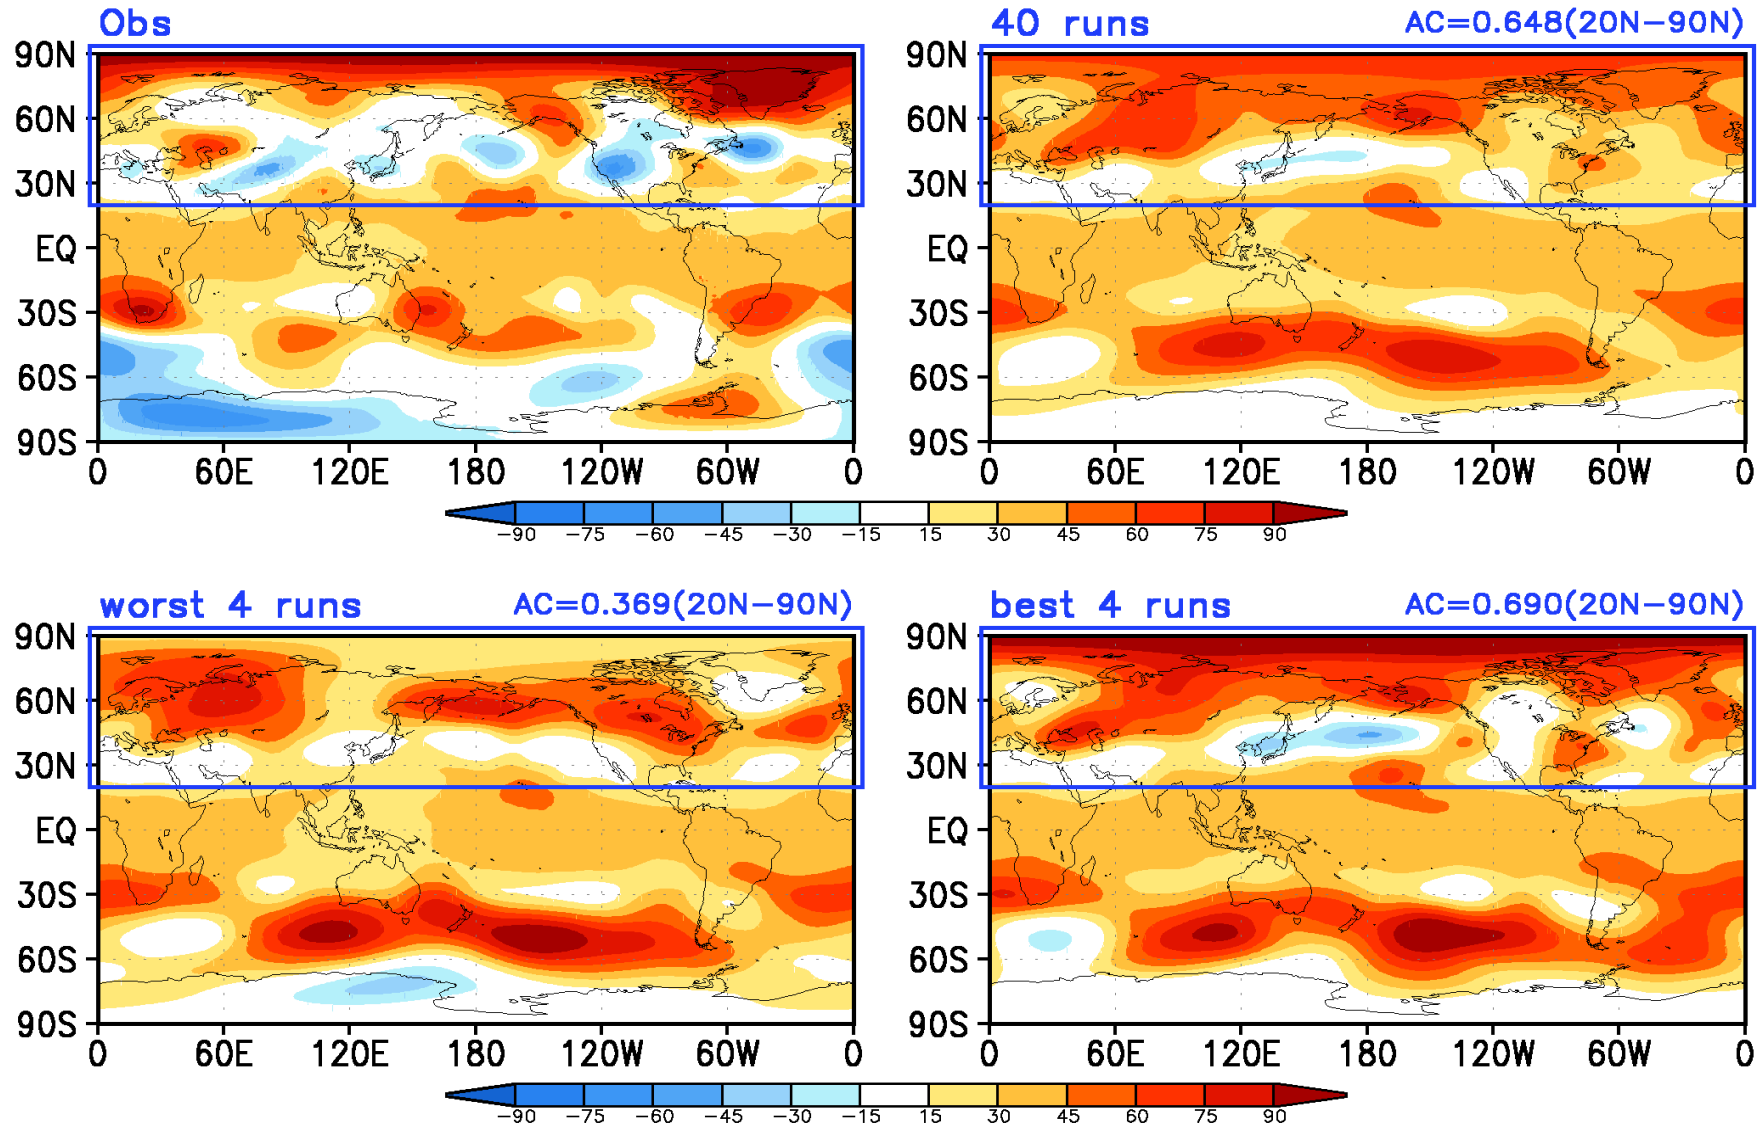 Obs
40 runs AC=0.648(20N−90N)
90N
60N
30N
EQ
30S
60S
90S
0 60E 120E 180 120W 60W 0
90N
60N
30N
EQ
30S
60S
90S
0 60E 120E 180 120W 60W 0
−90 −75 −60 −45 −30 −15 15 30 45 60 75 90
worst 4 runs AC=0.369(20N−90N)
best 4 runs AC=0.690(20N−90N)
90N
60N
30N
EQ
30S
60S
90S
0 60E 120E 180 120W 60W 0
90N
60N
30N
EQ
30S
60S
90S
0 60E 120E 180 120W 60W 0
−90 −75 −60 −45 −30 −15 15 30 45 60 75 90